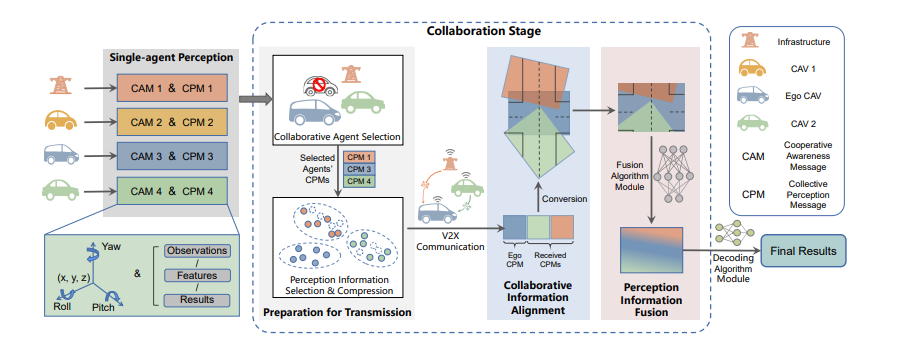 Collaboration Stage
Single-agent Perception
CAM 1 & CPM 1
CAM 2 & CPM 2
CAM 3 & CPM 3
CAM 4 & CPM 4
Yaw
(x, y, z)
Roll
Pitch
&
Observations
/
Features
/
Results
Collaborative Agent Selection
Selected
Agents'
CPMs
CPM 1
CPM 3
CPM 4
Perception Information
Selection & Compression
Preparation for Transmission
V2X
Communication
Conversion
Ego
CPM
Received
CPMs
Collaborative
Information
Alignment
Fusion
Algorithm
Module
Perception
Information
Fusion
Decoding
Algorithm
Module
Final Results
Infrastructure
CAV 1
Ego CAV
CAV 2
CAM
Cooperative
Awareness
Message
CPM
Collective
Perception
Message